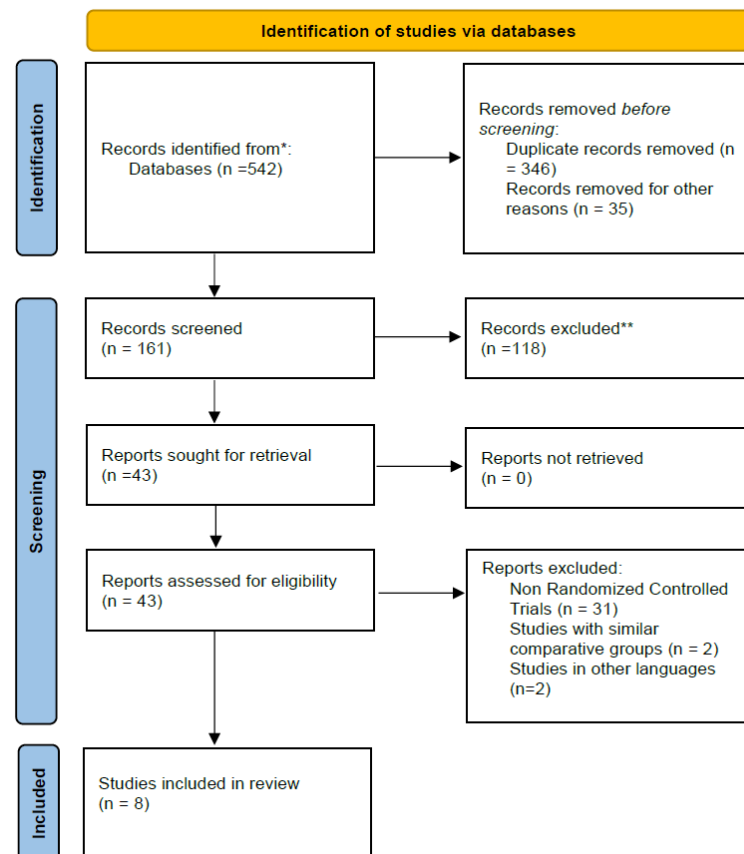 Identification of studies via databases
Identification
Records identified from*:
Databases (n =542)
Records removed before
screening:
Duplicate records removed (n
= 346)
Records removed for other
reasons (n = 35)
Screening
Records screened
(n = 161)
Records excluded**
(n =118)
Reports sought for retrieval
(n =43)
Reports not retrieved
(n = 0)
Reports assessed for eligibility
(n = 43)
Reports excluded:
Non Randomized Controlled
Trials (n = 31)
Studies with similar
comparative groups (n = 2)
Studies in other languages
(n=2)
Included
Studies included in review
(n = 8)